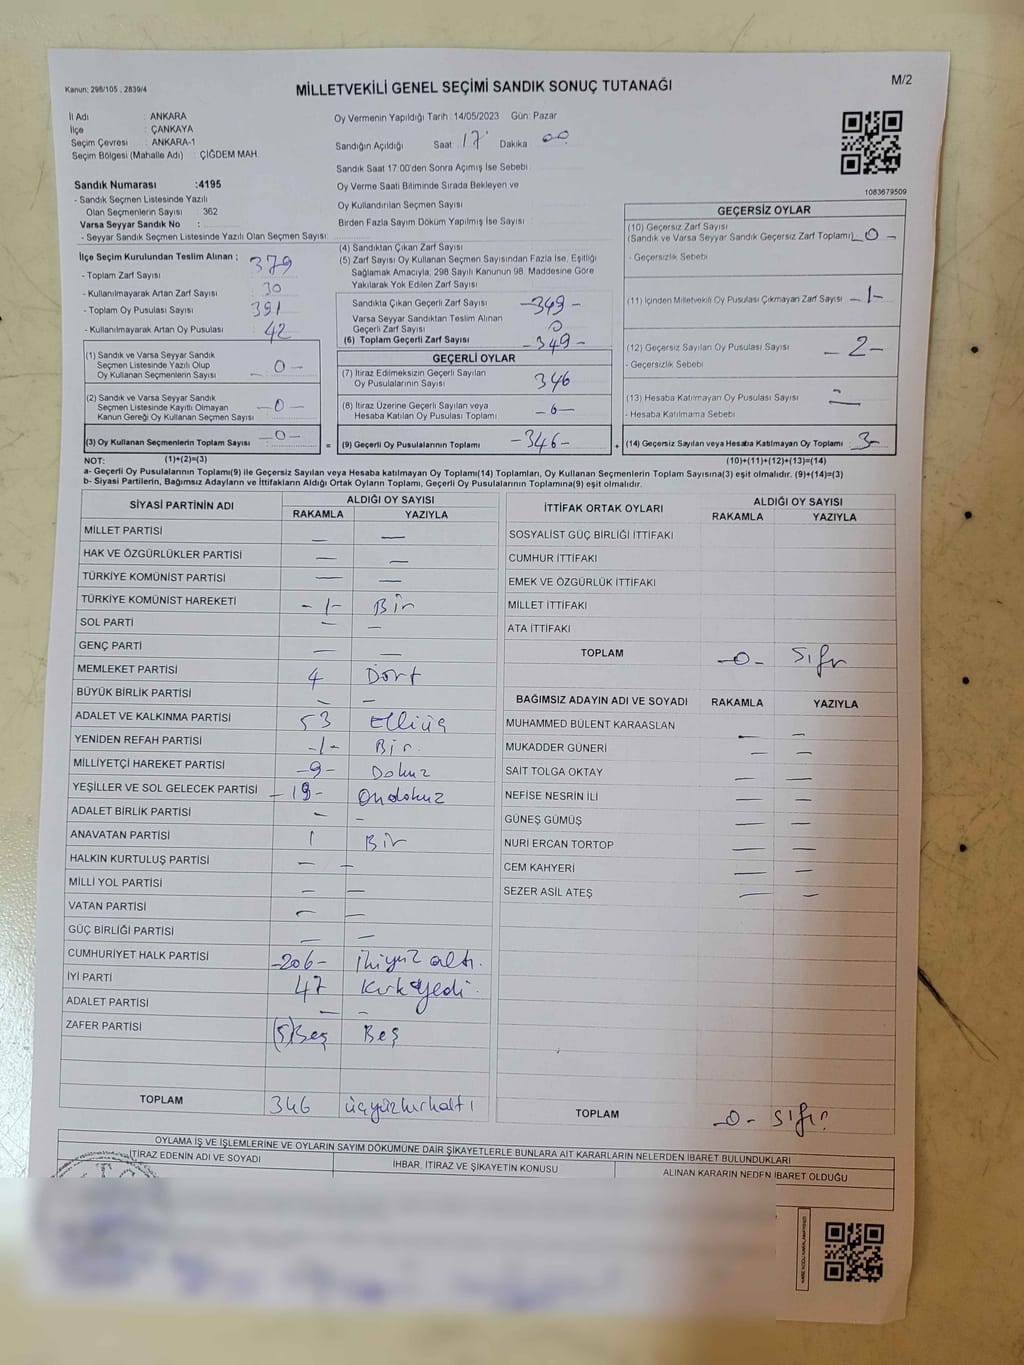 Kanun: 298/105 , 2839/4
MİLLETVEKİLİ GENEL SEÇİMİ SANDIK SONUÇ TUTANAĞI
M/2
İl Adı : ANKARA
İlçe : ÇANKAYA
Seçim Çevresi : ANKARA-1
Seçim Bölgesi (Mahalle Adı) : ÇİĞDEM MAH.
Oy Vermenin Yapıldığı Tarih :14/05/2023 Gün: Pazar
Sandığın Açıldığı Saat 17 Dakika 00
Sandık Saat 17:00'den Sonra Açımış İse Sebebi
Oy Verme Saati Bitiminde Sırada Bekleyen ve
Oy Kullandırılan Seçmen Sayısı
Birden Fazla Sayım Döküm Yapılmış İse Sayısı
1083679509
Sandık Numarası :4195
- Sandık Seçmen Listesinde Yazılı
Olan Seçmenlerin Sayısı 362
Varsa Seyyar Sandık No :
- Seyyar Sandık Seçmen Listesinde Yazılı Olan Seçmen Sayısı:
İlçe Seçim Kurulundan Teslim Alınan ;
- Toplam Zarf Sayısı : 379
- Kullanılmayarak Artan Zarf Sayısı : 30
- Toplam Oy Pusulası Sayısı : 391
- Kullanılmayarak Artan Oy Pusulası : 42
(1) Sandık ve Varsa Seyyar Sandık
Seçmen Listesinde Yazılı Olup
Oy Kullanan Seçmenlerin Sayısı - 0 -
(2) Sandık ve Varsa Seyyar Sandık
Seçmen Listesinde Kayıtlı Olmayan
Kanun Gereği Oy Kullanan Seçmen Sayısı - 0 -
(3) Oy Kullanan Seçmenlerin Toplam Sayısı - 0 -
(1)+(2)=(3)
(4) Sandıktan Çıkan Zarf Sayısı
(5) Zarf Sayısı Oy Kullanan Seçmen Sayısından Fazla İse, Eşitliği
Sağlamak Amacıyla, 298 Sayılı Kanunun 98. Maddesine Göre
Yakılarak Yok Edilen Zarf Sayısı
Sandıkta Çıkan Geçerli Zarf Sayısı - 349 -
Varsa Seyyar Sandıktan Teslim Alınan
Geçerli Zarf Sayısı 0
(6) Toplam Geçerli Zarf Sayısı - 349 -
GEÇERLİ OYLAR
(7) İtiraz Edilmeksizin Geçerli Sayılan
Oy Pusulalarının Sayısı 346
(8) İtiraz Üzerine Geçerli Sayılan veya
Hesaba Katılan Oy Pusulası Toplamı
= (9) Geçerli Oy Pusulalarının Toplamı - 346 -
GEÇERSİZ OYLAR
(10) Geçersiz Zarf Sayısı
(Sandık ve Varsa Seyyar Sandık Geçersiz Zarf Toplamı) - 0 -
- Geçersizlik Sebebi
(11) İçinden Milletvekili Oy Pusulası Çıkmayan Zarf Sayısı - 1 -
(12) Geçersiz Sayılan Oy Pusulası Sayısı - 2 -
- Geçersizlik Sebebi
(13) Hesaba Katılmayan Oy Pusulası Sayısı
- Hesaba Katılmama Sebebi
+ (14) Geçersiz Sayılan veya Hesaba Katılmayan Oy Toplamı 3 -
(10)+(11)+(12)+(13)=(14)
NOT:
a- Geçerli Oy Pusulalarının Toplamı(9) ile Geçersiz Sayılan veya Hesaba katılmayan Oy Toplamı(14) Toplamları, Oy Kullanan Seçmenlerin Toplam Sayısına(3) eşit olmalıdır. (9)+(14)=(3)
b- Siyasi Partilerin, Bağımsız Adayların ve İttifakların Aldığı Ortak Oyların Toplamı, Geçerli Oy Pusulalarının Toplamına(9) eşit olmalıdır.
SİYASİ PARTİNİN ADI ALDIĞI OY SAYISI
RAKAMLA YAZIYLA
MİLLET PARTİSİ — —
HAK VE ÖZGÜRLÜKLER PARTİSİ — —
TÜRKİYE KOMÜNİST PARTİSİ — —
TÜRKİYE KOMÜNİST HAREKETİ - 1 - Bir
SOL PARTİ — —
GENÇ PARTİ — —
MEMLEKET PARTİSİ 4 Dört
BÜYÜK BİRLİK PARTİSİ — —
ADALET VE KALKINMA PARTİSİ 53 Elliüç
YENİDEN REFAH PARTİSİ - 1 - Bir.
MİLLİYETÇİ HAREKET PARTİSİ - 9 - Dokuz
YEŞİLLER VE SOL GELECEK PARTİSİ - 19 - Ondokuz
ADALET BİRLİK PARTİSİ — —
ANAVATAN PARTİSİ 1 Bir
HALKIN KURTULUŞ PARTİSİ — —
MİLLİ YOL PARTİSİ — —
VATAN PARTİSİ — —
GÜÇ BİRLİĞİ PARTİSİ — —
CUMHURİYET HALK PARTİSİ - 206 - ikiyüz altı.
İYİ PARTİ 47 Kırkyedi.
ADALET PARTİSİ — —
ZAFER PARTİSİ (5) Beş Beş
TOPLAM 346 üçyüzkırkaltı
İTTİFAK ORTAK OYLARI ALDIĞI OY SAYISI
RAKAMLA YAZIYLA
SOSYALİST GÜÇ BİRLİĞİ İTTİFAKI
CUMHUR İTTİFAKI
EMEK VE ÖZGÜRLÜK İTTİFAKI
MİLLET İTTİFAKI
ATA İTTİFAKI
TOPLAM - 0 - Sıfır
BAĞIMSIZ ADAYIN ADI VE SOYADI RAKAMLA YAZIYLA
MUHAMMED BÜLENT KARAASLAN — —
MUKADDER GÜNERİ — —
SAİT TOLGA OKTAY — —
NEFİSE NESRİN İLİ — —
GÜNEŞ GÜMÜŞ — —
NURİ ERCAN TORTOP — —
CEM KAHYERİ — —
SEZER ASİL ATEŞ — —
TOPLAM - 0 - Sıfır
OYLAMA İŞ VE İŞLEMLERİNE VE OYLARIN SAYIM DÖKÜMÜNE DAİR ŞİKAYETLERLE BUNLARA AİT KARARLARIN NELERDEN İBARET BULUNDUKLARI
İTİRAZ EDENİN ADI VE SOYADI İHBAR, İTİRAZ VE ŞİKAYETİN KONUSU ALINAN KARARIN NEDEN İBARET OLDUĞU